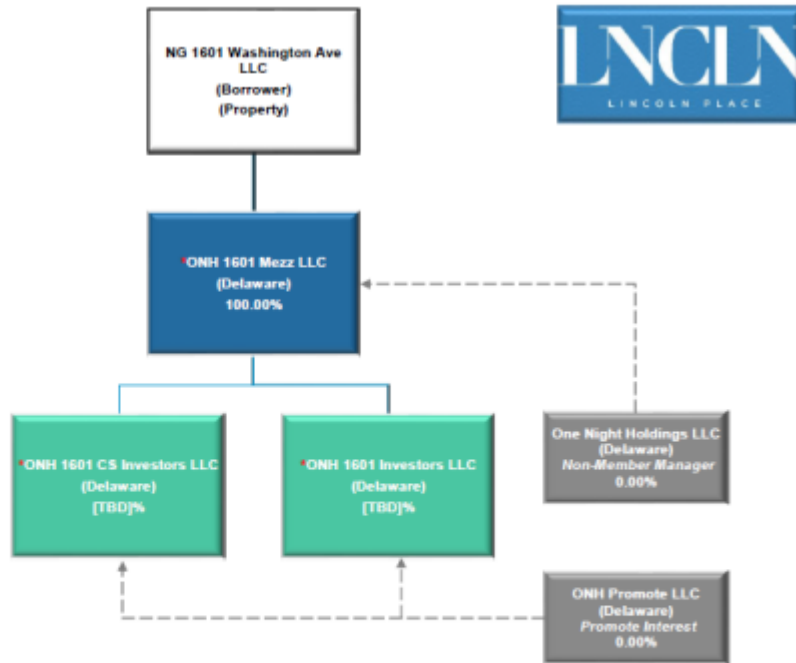 NG 1601 Washington Ave
LLC
(Borrower)
(Property)
LNCLN
LINCOLN PLACE
*ONH 1601 Mezz LLC
(Delaware)
100.00%
*ONH 1601 CS Investors LLC
(Delaware)
[TBD]%
*ONH 1601 Investors LLC
(Delaware)
[TBD]%
One Night Holdings LLC
(Delaware)
Non-Member Manager
0.00%
ONH Promote LLC
(Delaware)
Promote Interest
0.00%